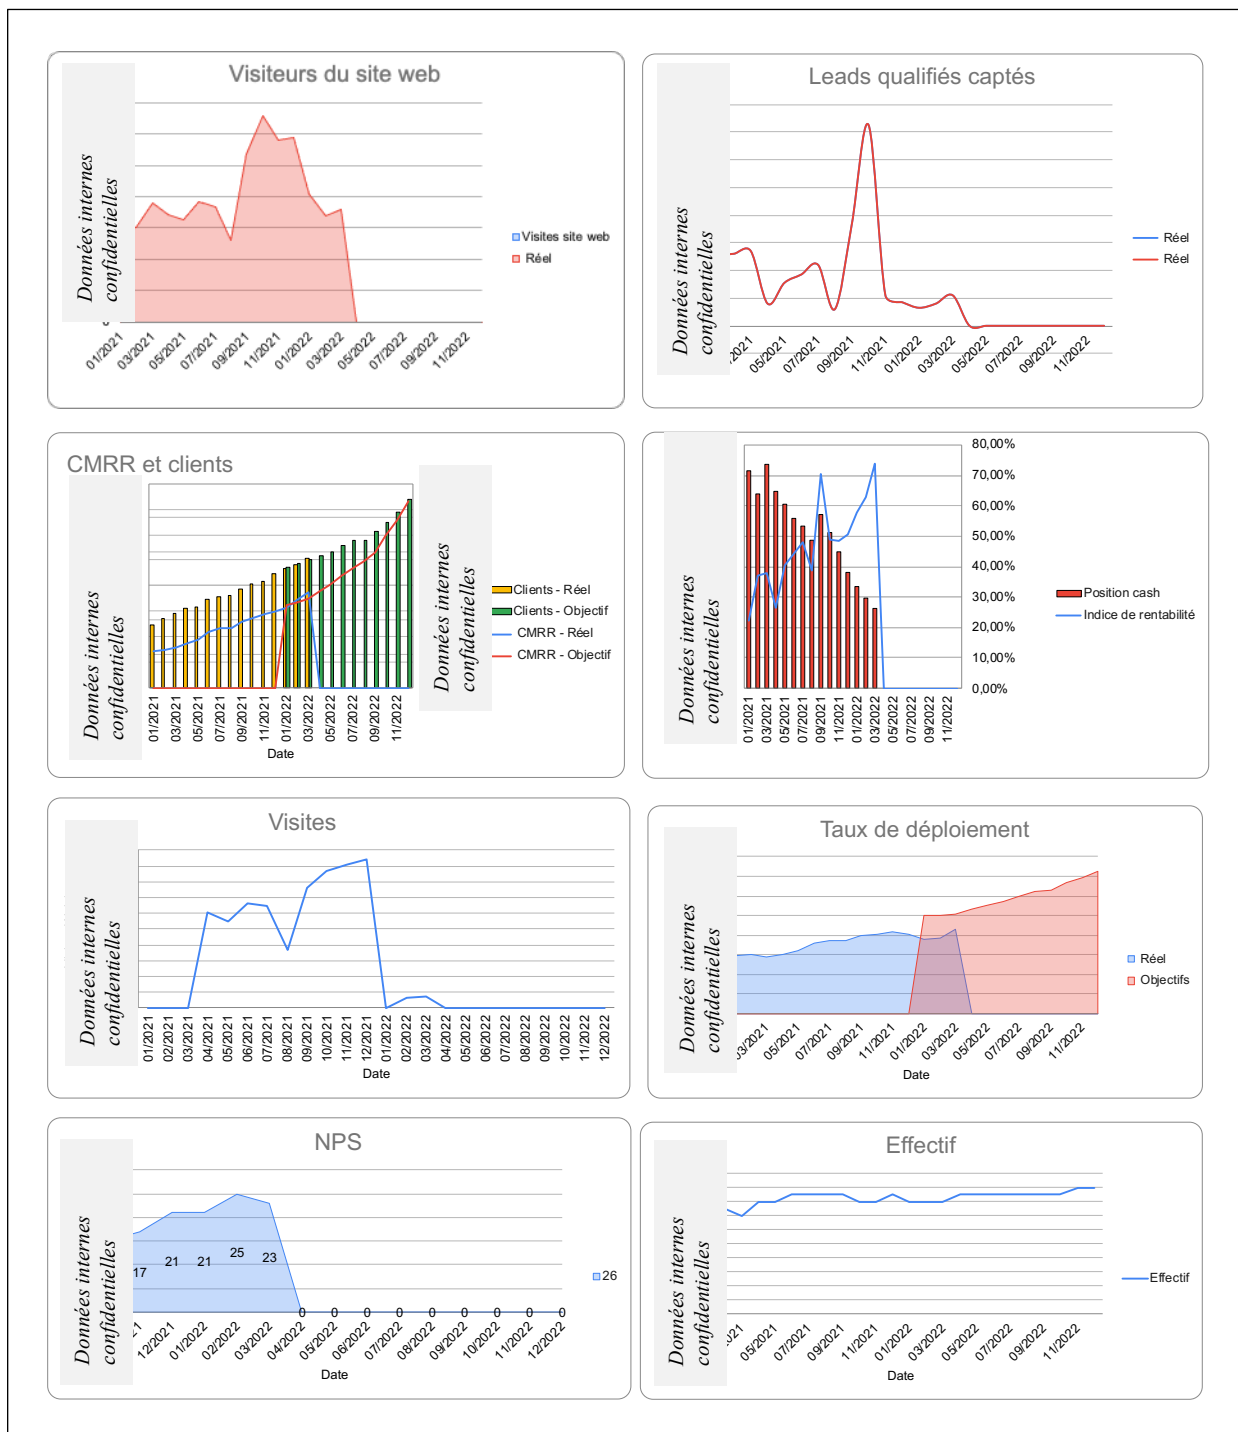 Visiteurs du site web
Données internes
confidentielles
Visites site web
Réel
01/2021
03/2021
05/2021
07/2021
09/2021
11/2021
01/2022
03/2022
05/2022
07/2022
09/2022
11/2022
Leads qualifiés captés
Données internes
confidentielles
Réel
Réel
05/2021
07/2021
09/2021
11/2021
01/2022
03/2022
05/2022
07/2022
09/2022
11/2022
CMRR et clients
Données internes
confidentielles
Données internes
confidentielles
Clients - Réel
Clients - Objectif
CMRR - Réel
CMRR - Objectif
01/2021
03/2021
05/2021
07/2021
09/2021
11/2021
01/2022
03/2022
05/2022
07/2022
09/2022
11/2022
Date
Données internes
confidentielles
80,00%
70,00%
60,00%
50,00%
40,00%
30,00%
20,00%
10,00%
0,00%
Position cash
Indice de rentabilité
01/2021
03/2021
05/2021
07/2021
09/2021
11/2021
01/2022
03/2022
05/2022
07/2022
09/2022
11/2022
Visites
Données internes
confidentielles
01/2021
02/2021
03/2021
04/2021
05/2021
06/2021
07/2021
08/2021
09/2021
10/2021
11/2021
12/2021
01/2022
02/2022
03/2022
04/2022
05/2022
06/2022
07/2022
08/2022
09/2022
10/2022
11/2022
12/2022
Date
Taux de déploiement
Données internes
confidentielles
Réel
Objectifs
03/2021
05/2021
07/2021
09/2021
11/2021
01/2022
03/2022
05/2022
07/2022
09/2022
11/2022
Date
NPS
Données internes
confidentielles
17
21
21
25
23
0
0
0
0
0
0
0
0
0
26
12/2021
01/2022
02/2022
03/2022
04/2022
05/2022
06/2022
07/2022
08/2022
09/2022
10/2022
11/2022
12/2022
Date
Effectif
Données internes
confidentielles
Effectif
05/2021
07/2021
09/2021
11/2021
01/2022
03/2022
05/2022
07/2022
09/2022
11/2022
Date